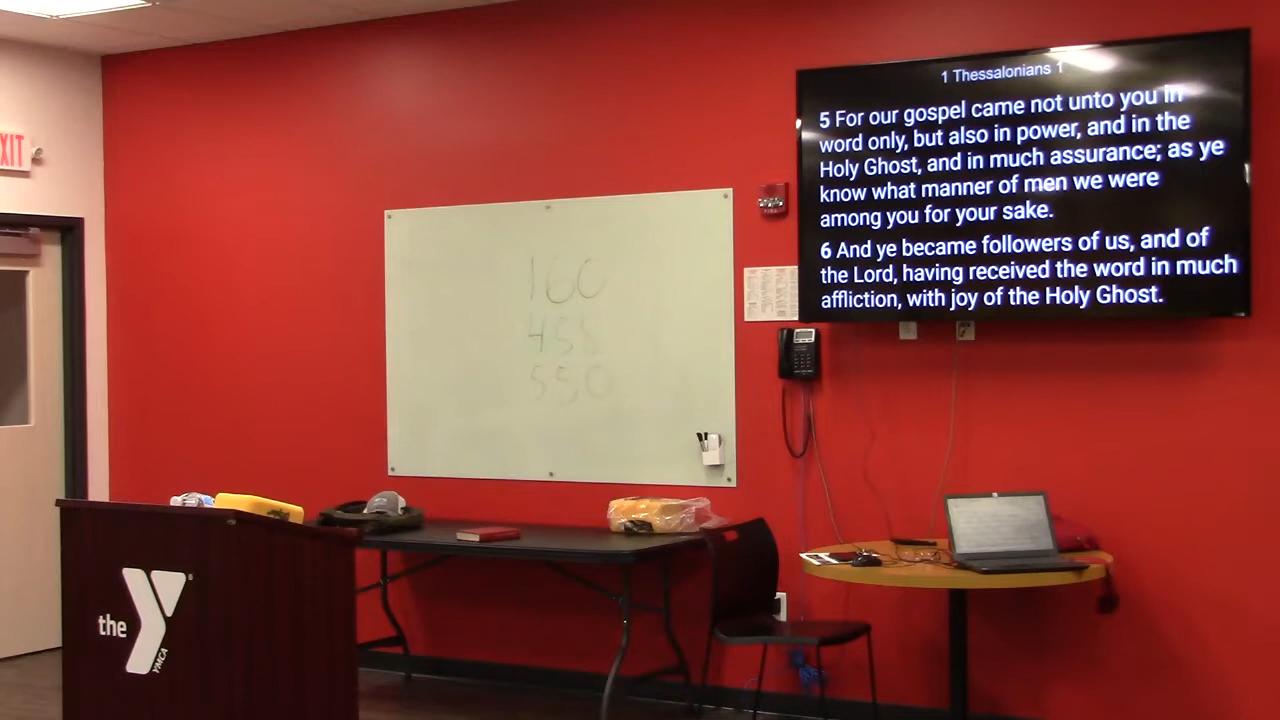 EXIT
1 Thessalonians 1
5 For our gospel came not unto you in
word only, but also in power, and in the
Holy Ghost, and in much assurance; as ye
know what manner of men we were
among you for your sake.
6 And ye became followers of us, and of
the Lord, having received the word in much
affliction, with joy of the Holy Ghost.
160
455
550
FIRE
the
YMCA